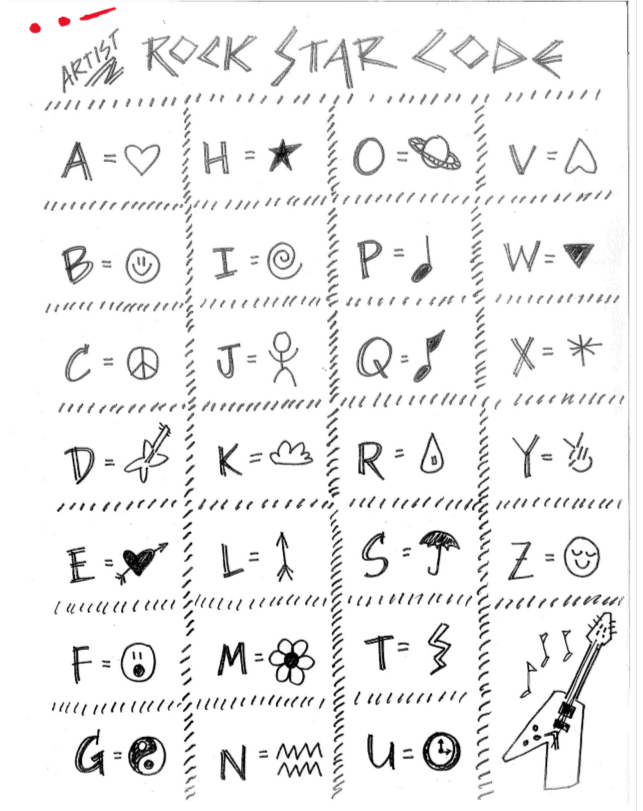 ARTIST ROCK STAR CODE
A = H = O = V =
B = I = P = W =
C = J = Q = X =
D = K = R = Y =
E = L = S = Z =
F = M = T =
G = N = U =